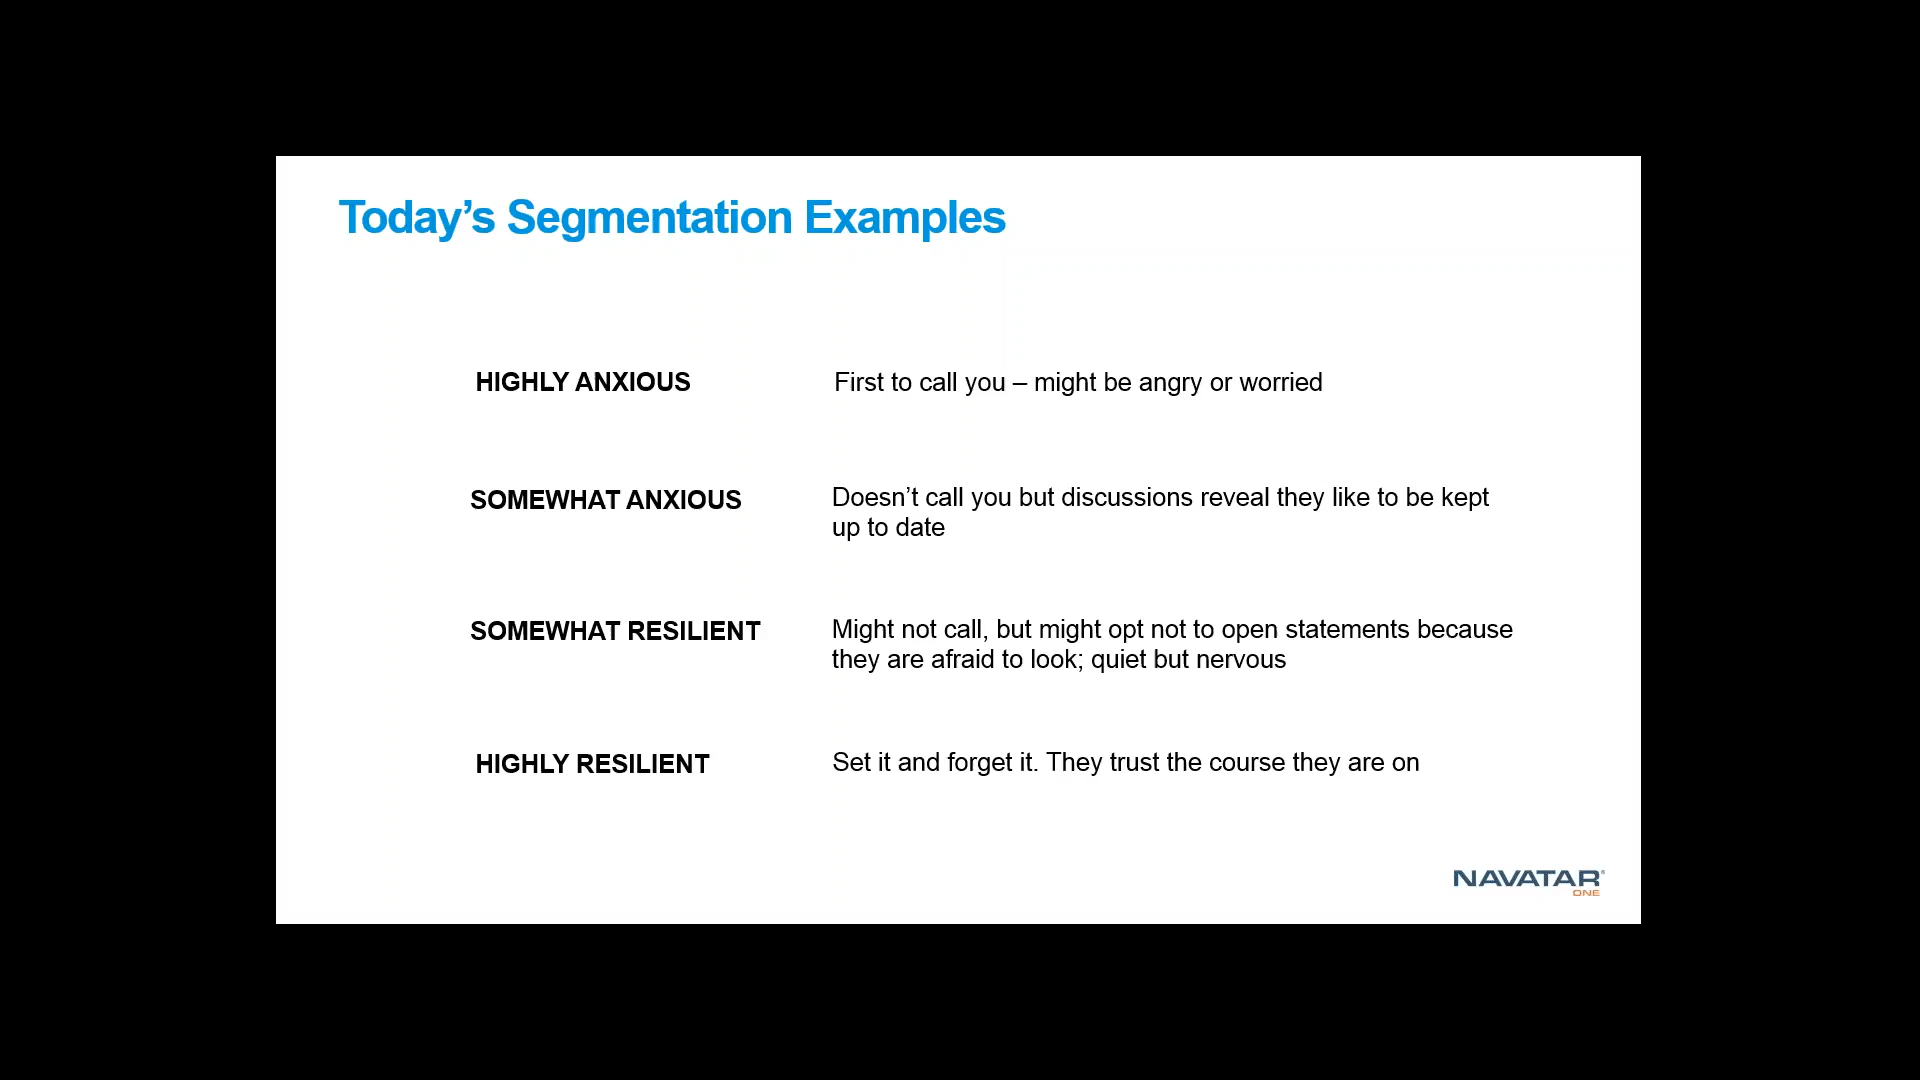 Today’s Segmentation Examples
HIGHLY ANXIOUS
First to call you – might be angry or worried
SOMEWHAT ANXIOUS
Doesn’t call you but discussions reveal they like to be kept
up to date
SOMEWHAT RESILIENT
Might not call, but might opt not to open statements because
they are afraid to look; quiet but nervous
HIGHLY RESILIENT
Set it and forget it. They trust the course they are on
NAVATAR®
ONE